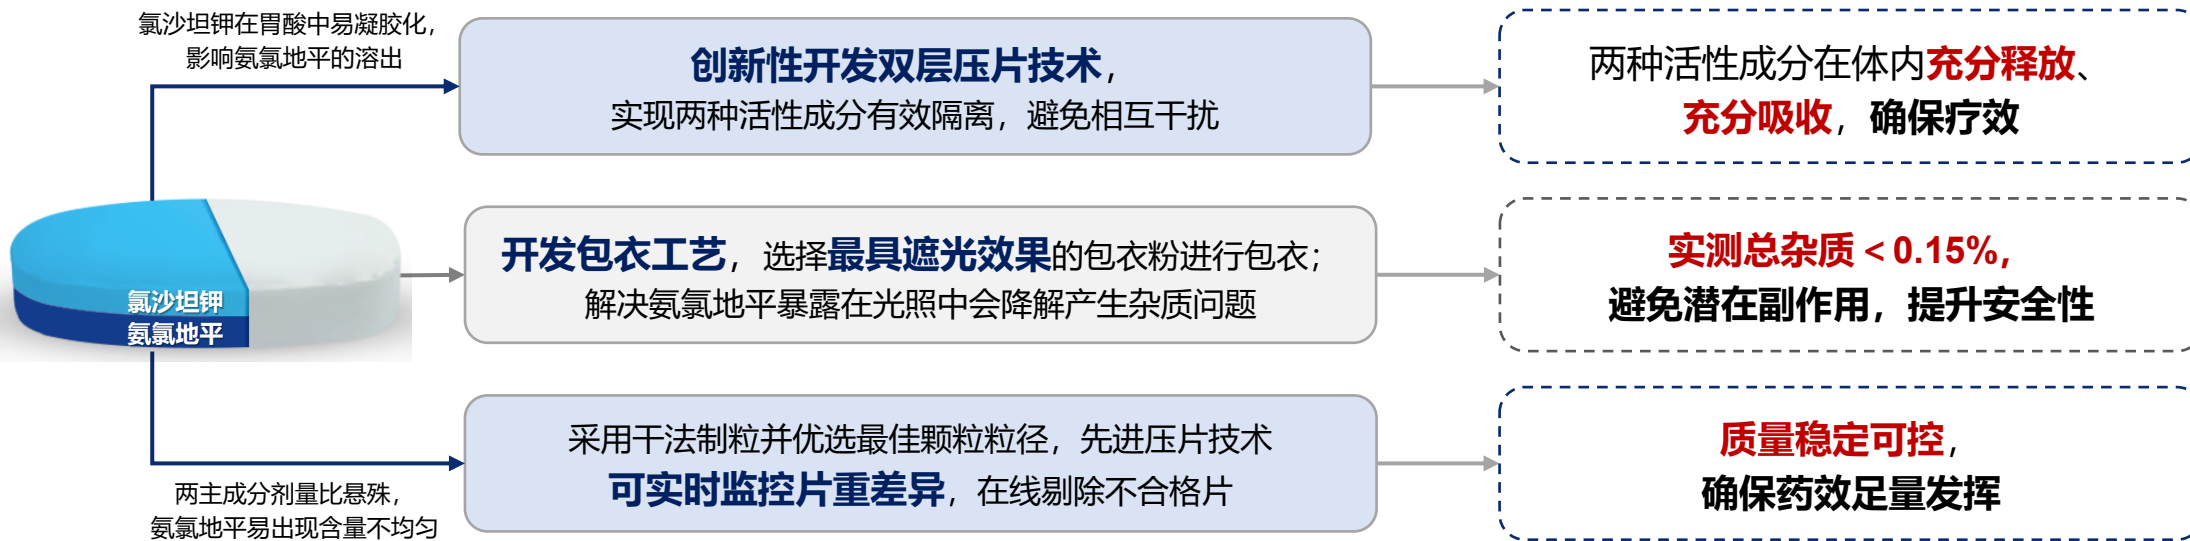 氯沙坦钾在胃酸中易凝胶化，
影响氨氯地平的溶出
创新性开发双层压片技术，
实现两种活性成分有效隔离，避免相互干扰
两种活性成分在体内充分释放、
充分吸收，确保疗效
氯沙坦钾
氨氯地平
开发包衣工艺，选择最具遮光效果的包衣粉进行包衣；
解决氨氯地平暴露在光照中会降解产生杂质问题
实测总杂质＜0.15%,
避免潜在副作用，提升安全性
两主成分剂量比悬殊，
氨氯地平易出现含量不均匀
采用干法制粒并优选最佳颗粒粒径，先进压片技术
可实时监控片重差异，在线剔除不合格片
质量稳定可控，
确保药效足量发挥